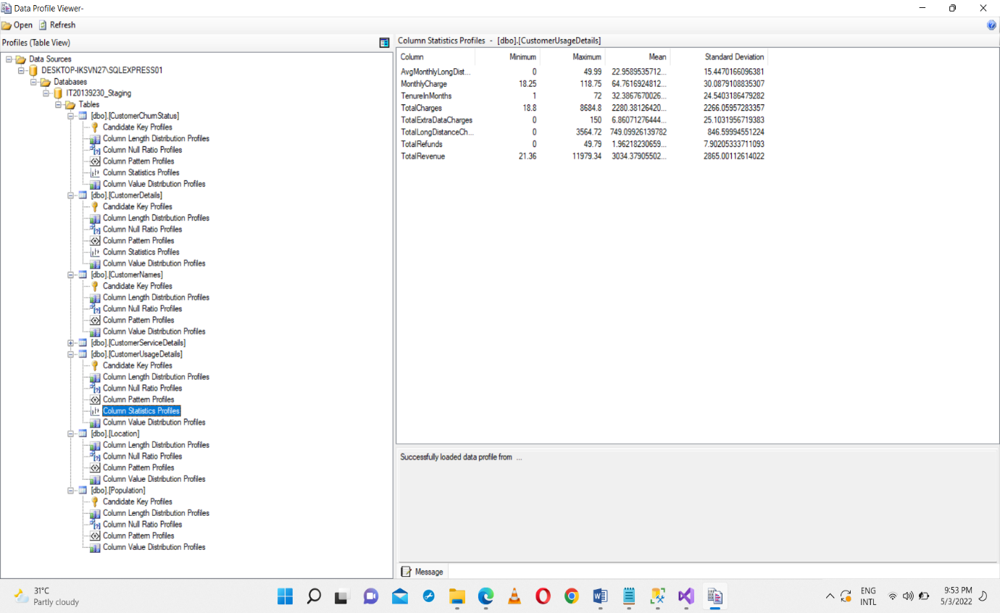 Data Profile Viewer-
Open Refresh
Profiles (Table View)
Data Sources
DESKTOP-IKSVN27\SQLEXPRESS01
Databases
IT20139230_Staging
Tables
[dbo].[CustomerChurnStatus]
Candidate Key Profiles
Column Length Distribution Profiles
Column Null Ratio Profiles
Column Pattern Profiles
Column Statistics Profiles
Column Value Distribution Profiles
[dbo].[CustomerDetails]
Candidate Key Profiles
Column Length Distribution Profiles
Column Null Ratio Profiles
Column Pattern Profiles
Column Statistics Profiles
Column Value Distribution Profiles
[dbo].[CustomerNames]
Candidate Key Profiles
Column Length Distribution Profiles
Column Null Ratio Profiles
Column Pattern Profiles
Column Value Distribution Profiles
[dbo].[CustomerServiceDetails]
[dbo].[CustomerUsageDetails]
Candidate Key Profiles
Column Length Distribution Profiles
Column Null Ratio Profiles
Column Pattern Profiles
Column Statistics Profiles
Column Value Distribution Profiles
[dbo].[Location]
Column Length Distribution Profiles
Column Null Ratio Profiles
Column Pattern Profiles
Column Value Distribution Profiles
[dbo].[Population]
Candidate Key Profiles
Column Length Distribution Profiles
Column Null Ratio Profiles
Column Pattern Profiles
Column Value Distribution Profiles
Column Statistics Profiles - [dbo].[CustomerUsageDetails]
Column Minimum Maximum Mean Standard Deviation
AvgMonthlyLongDist... 0 49.99 22.9589535712... 15.4470166096381
MonthlyCharge 18.25 118.75 64.7616924812... 30.0879108835307
TenureInMonths 1 72 32.3867670026... 24.5403186479282
TotalCharges 18.8 8684.8 2280.38126420... 2266.05957283357
TotalExtraDataCharges 0 150 6.86071276444... 25.1031956719383
TotalLongDistanceCh... 0 3564.72 749.09926139782 846.59994551224
TotalRefunds 0 49.79 1.96218230659... 7.90205333711093
TotalRevenue 21.36 11979.34 3034.37905502... 2865.00112614022
Successfully loaded data profile from ...
Message
31°C
Partly cloudy
ENG
INTL
9:53 PM
5/3/2022